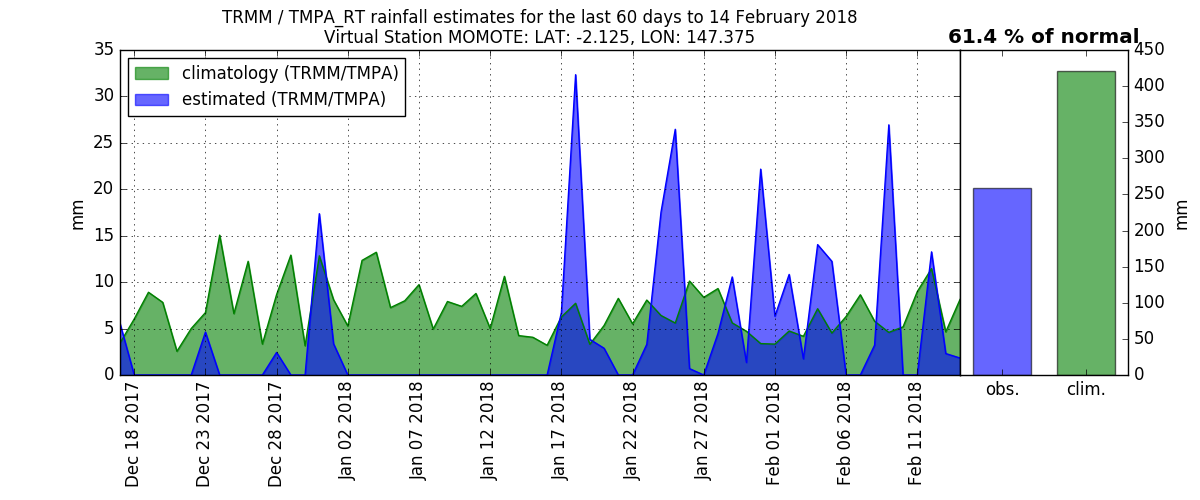 TRMM / TMPA_RT rainfall estimates for the last 60 days to 14 February 2018
Virtual Station MOMOTE: LAT: -2.125, LON: 147.375
61.4 % of normal
climatology (TRMM/TMPA)
estimated (TRMM/TMPA)
mm
35
30
25
20
15
10
5
0
Dec 18 2017
Dec 23 2017
Dec 28 2017
Jan 02 2018
Jan 07 2018
Jan 12 2018
Jan 17 2018
Jan 22 2018
Jan 27 2018
Feb 01 2018
Feb 06 2018
Feb 11 2018
obs.
clim.
450
400
350
300
250
200
150
100
50
0
mm